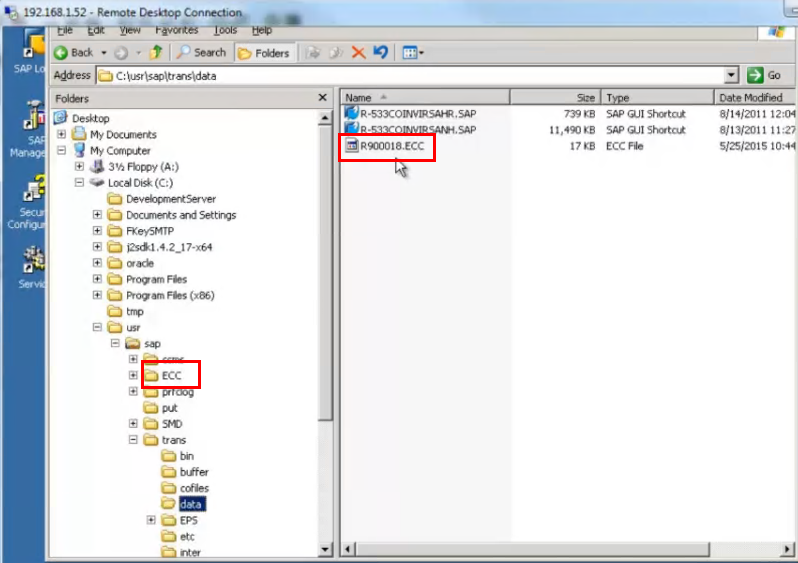 192.168.1.52 - Remote Desktop Connection
File Edit View Favorites Tools Help
Back Search Folders
Address C:\usr\sap\trans\data Go
Folders
Name Size Type Date Modified
R-533COINVIRSAHR.SAP 739 KB SAP GUI Shortcut 8/14/2011 12:04
R-533COINVIRSANH.SAP 11,490 KB SAP GUI Shortcut 8/13/2011 11:27
R900018.ECC 17 KB ECC File 5/25/2015 10:44
SAP Lo
SAP
Manage
Secu
Configu
Servic
Desktop
My Documents
My Computer
3½ Floppy (A:)
Local Disk (C:)
DevelopmentServer
Documents and Settings
FKeySMTP
j2sdk1.4.2_17-x64
oracle
Program Files
Program Files (x86)
tmp
usr
sap
ccms
ECC
prfclog
put
SMD
trans
bin
buffer
cofiles
data
EPS
etc
inter